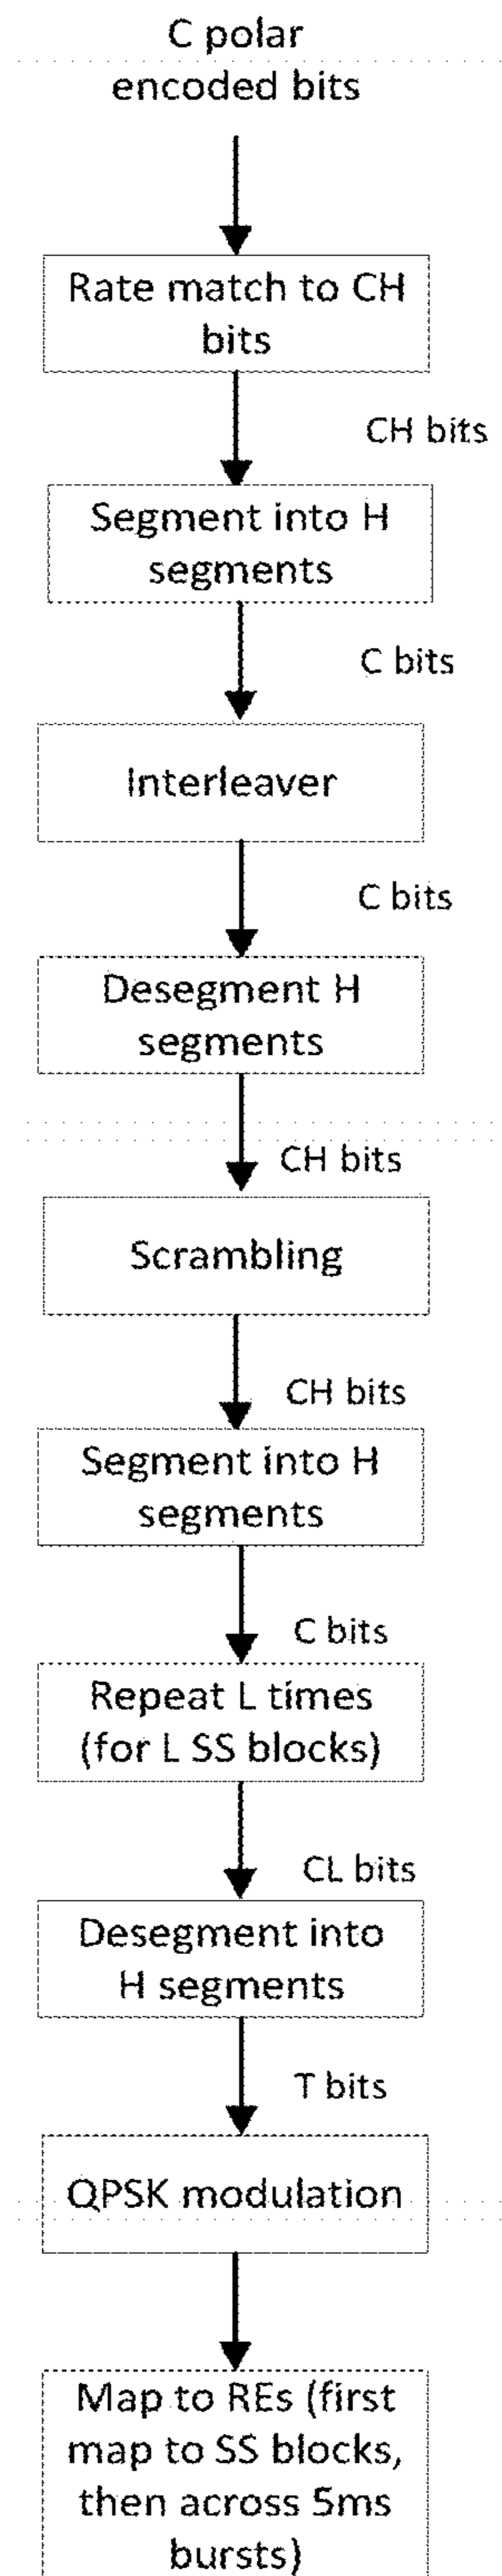 C polar
encoded bits
Rate match to CH
bits
CH bits
Segment into H
segments
C bits
Interleaver
C bits
Desegment H
segments
CH bits
Scrambling
CH bits
Segment into H
segments
C bits
Repeat L times
(for L SS blocks)
CL bits
Desegment into
H segments
T bits
QPSK modulation
Map to REs (first
map to SS blocks,
then across 5ms
bursts)